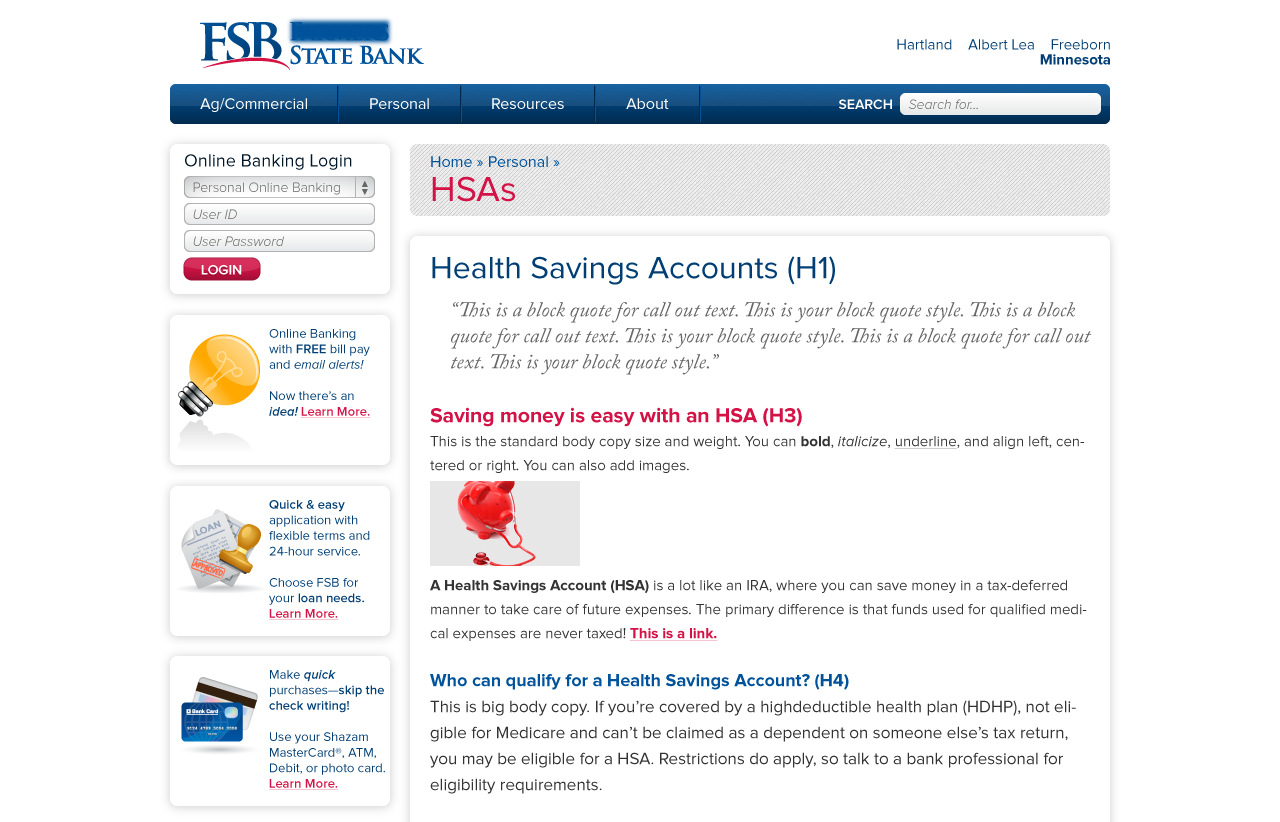 FSB
STATE BANK
Hartland Albert Lea Freeborn
Minnesota
Ag/Commercial Personal Resources About SEARCH Search for...
Online Banking Login
Personal Online Banking
User ID
User Password
LOGIN
Home » Personal »
HSAs
Online Banking
with FREE bill pay
and email alerts!
Now there's an
idea! Learn More.
LOAN
APPROVED
Quick & easy
application with
flexible terms and
24-hour service.
Choose FSB for
your loan needs.
Learn More.
Bank Card
Make quick
purchases—skip the
check writing!
Use your Shazam
MasterCard®, ATM,
Debit, or photo card.
Learn More.
Health Savings Accounts (H1)
“This is a block quote for call out text. This is your block quote style. This is a block
quote for call out text. This is your block quote style. This is a block quote for call out
text. This is your block quote style.”
Saving money is easy with an HSA (H3)
This is the standard body copy size and weight. You can bold, italicize, underline, and align left, cen-
tered or right. You can also add images.
A Health Savings Account (HSA) is a lot like an IRA, where you can save money in a tax-deferred
manner to take care of future expenses. The primary difference is that funds used for qualified medi-
cal expenses are never taxed! This is a link.
Who can qualify for a Health Savings Account? (H4)
This is big body copy. If you’re covered by a highdeductible health plan (HDHP), not eli-
gible for Medicare and can’t be claimed as a dependent on someone else’s tax return,
you may be eligible for a HSA. Restrictions do apply, so talk to a bank professional for
eligibility requirements.